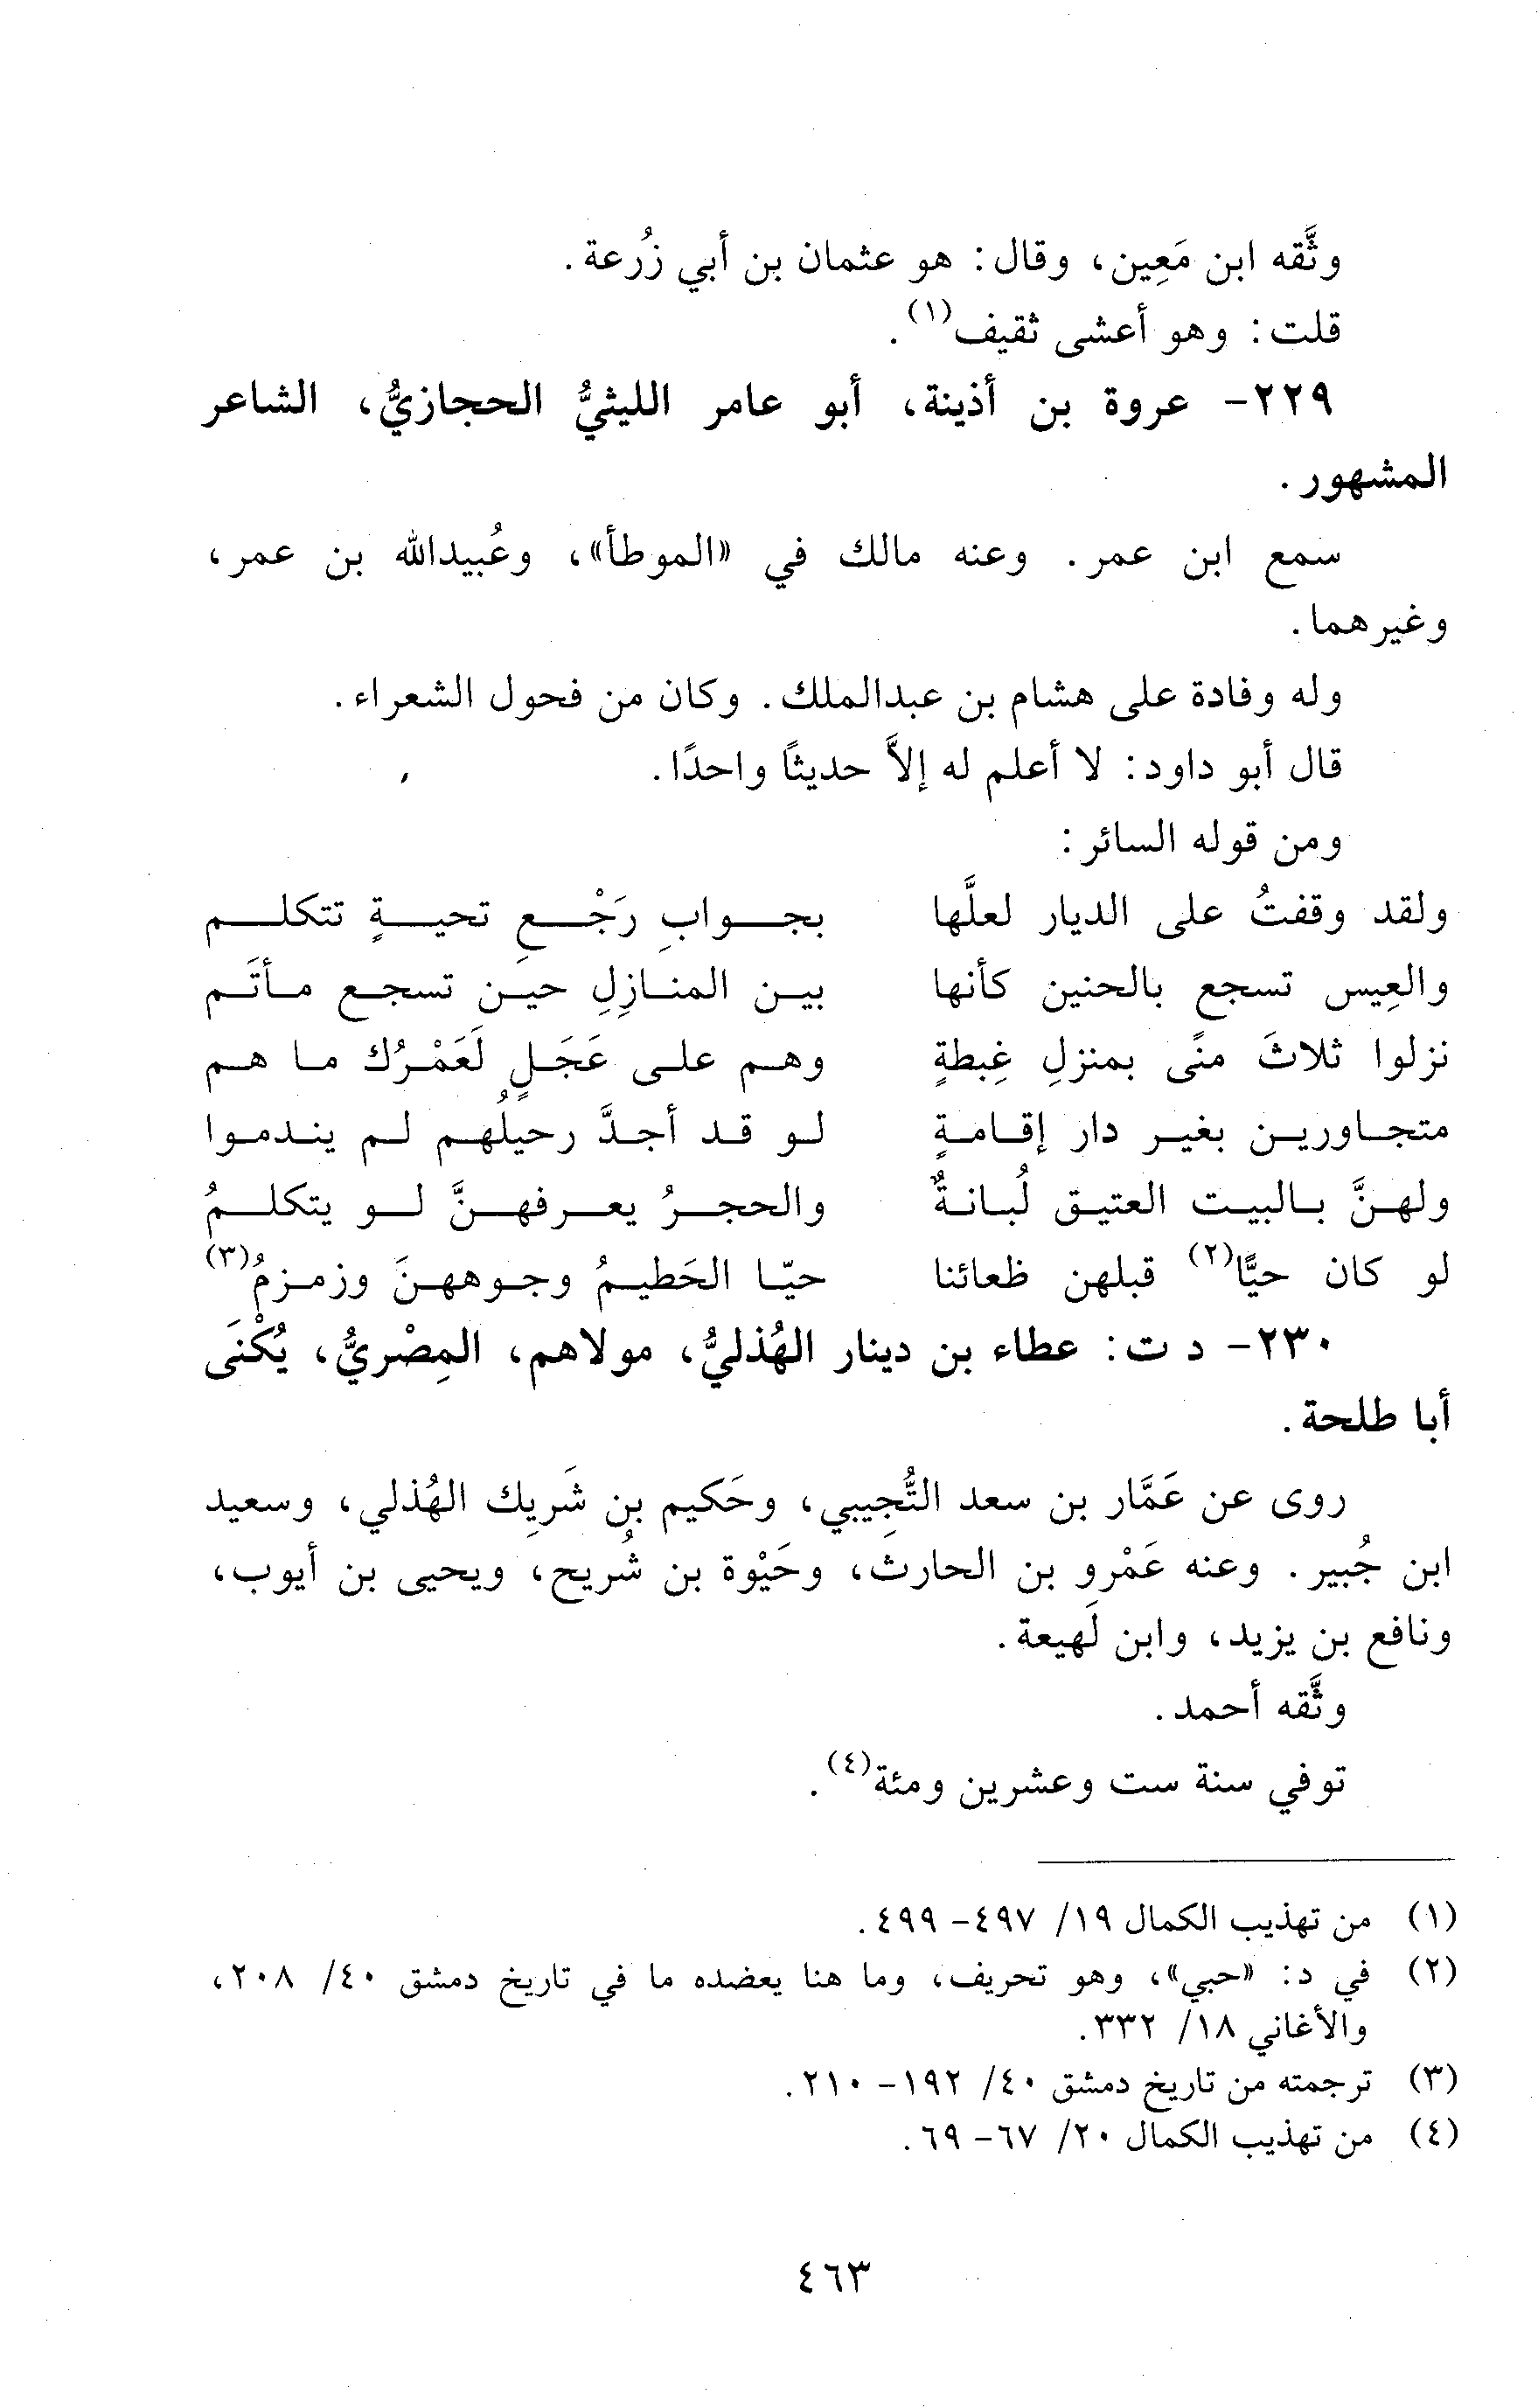 وثَّقه ابن مَعِين، وقال: هو عثمان بن أبي زُرعة.
قلت: وهو أعشى ثقيف(١).
٢٢٩- عروة بن أذينة، أبو عامر الليثيُّ الحجازيُّ، الشاعر
المشهور.
سمع ابن عمر. وعنه مالك في «الموطأ»، وعُبيدالله بن عمر،
وغيرهما.
وله وفادة على هشام بن عبدالملك. وكان من فحول الشعراء.
قال أبو داود: لا أعلم له إلاَّ حديثًا واحدًا.
ومن قوله السائر:
ولقد وقفتُ على الديار لعلَّها بجوابِ رَجْعِ تحيةٍ تتكلم
والعِيس تسجع بالحنين كأنها بين المنازِلِ حين تسجع مأتَم
نزلوا ثلاثَ منًى بمنزلِ غِبطةٍ وهم على عَجَلٍ لَعَمْرُك ما هم
متجاورين بغير دار إقامةٍ لو قد أجدَّ رحيلُهم لم يندموا
ولهنَّ بالبيت العتيق لُبانةٌ والحجرُ يعرفهنَّ لو يتكلمُ
لو كان حيًّا(٢) قبلهن ظعائنا حيّا الحَطيمُ وجوههنَ وزمزمُ(٣)
٢٣٠- د ت: عطاء بن دينار الهُذليُّ، مولاهم، المِصْريُّ، يُكْنَى
أبا طلحة.
روى عن عَمَّار بن سعد التُّجِيبي، وحَكيم بن شَرِيك الهُذلي، وسعيد
ابن جُبير. وعنه عَمْرو بن الحارث، وحَيْوة بن شُريح، ويحيى بن أيوب،
ونافع بن يزيد، وابن لَهيعة.
وثَّقه أحمد.
توفي سنة ست وعشرين ومئة(٤).
(١) من تهذيب الكمال ١٩/ ٤٩٧- ٤٩٩.
(٢) في د: «حبي»، وهو تحريف، وما هنا يعضده ما في تاريخ دمشق ٤٠/ ٢٠٨،
والأغاني ١٨/ ٣٣٢.
(٣) ترجمته من تاريخ دمشق ٤٠/ ١٩٢- ٢١٠.
(٤) من تهذيب الكمال ٢٠/ ٦٧- ٦٩.
٤٦٣